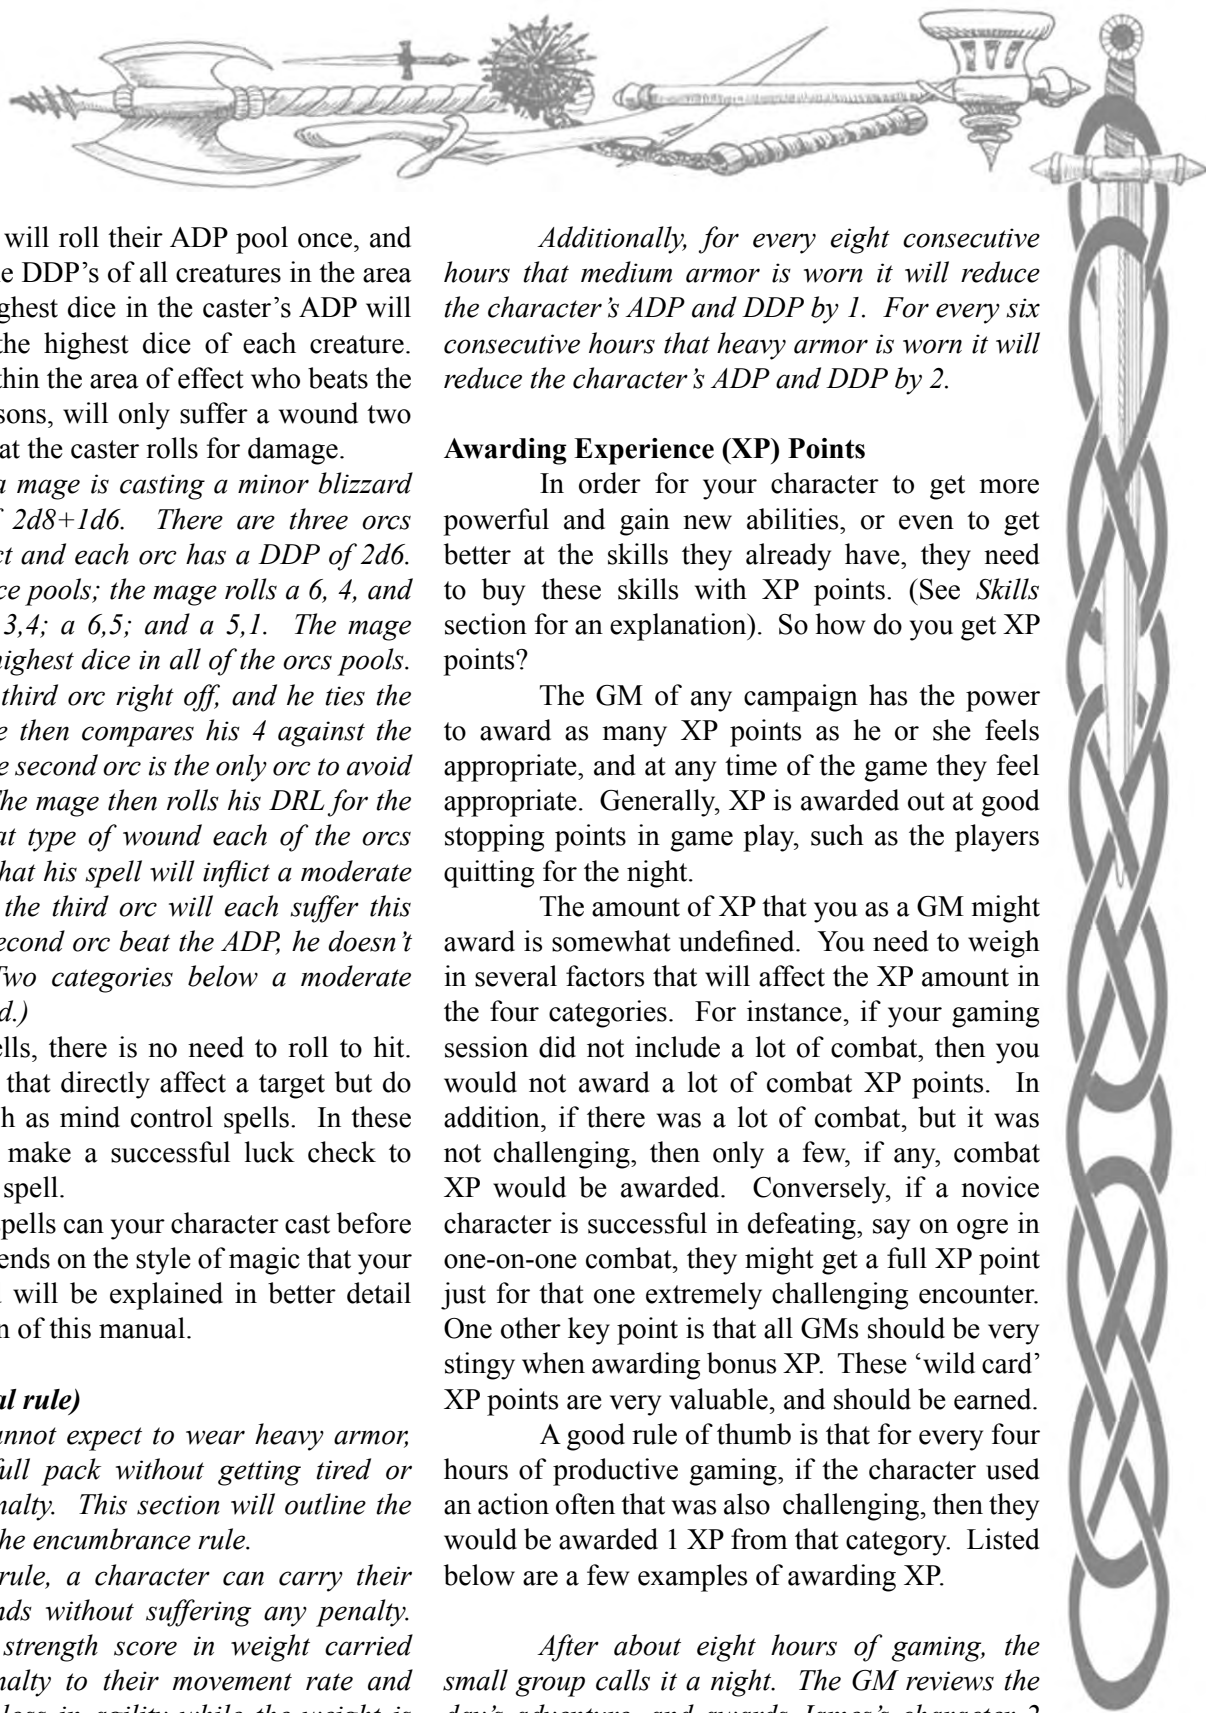 will roll their ADP pool once, and
DDP's of all creatures in the area
dice in the caster's ADP will
the highest dice of each creature.
the area of effect who beats the
will only suffer a wound two
at the caster rolls for damage.
a mage is casting a minor blizzard
2d8+1d6. There are three orcs
and each orc has a DDP of 2d6.
pools; the mage rolls a 6, 4, and
3,4; a 6,5; and a 5,1. The mage
highest dice in all of the orcs pools.
third orc right off, and he ties the
then compares his 4 against the
second orc is the only orc to avoid
The mage then rolls his DRL for the
type of wound each of the orcs
that his spell will inflict a moderate
the third orc will each suffer this
second orc beat the ADP, he doesn't
Two categories below a moderate
there is no need to roll to hit.
that directly affect a target but do
as mind control spells. In these
make a successful luck check to
spell.
spells can your character cast before
on the style of magic that your
will be explained in better detail
of this manual.
rule)
cannot expect to wear heavy armor,
full pack without getting tired or
This section will outline the
the encumbrance rule.
rule, a character can carry their
without suffering any penalty.
strength score in weight carried
to their movement rate and
loss in agility while the weight is
Additionally, for every eight consecutive
hours that medium armor is worn it will reduce
the character's ADP and DDP by 1. For every six
consecutive hours that heavy armor is worn it will
reduce the character's ADP and DDP by 2.
Awarding Experience (XP) Points
In order for your character to get more
powerful and gain new abilities, or even to get
better at the skills they already have, they need
to buy these skills with XP points. (See Skills
section for an explanation). So how do you get XP
points?
The GM of any campaign has the power
to award as many XP points as he or she feels
appropriate, and at any time of the game they feel
appropriate. Generally, XP is awarded out at good
stopping points in game play, such as the players
quitting for the night.
The amount of XP that you as a GM might
award is somewhat undefined. You need to weigh
in several factors that will affect the XP amount in
the four categories. For instance, if your gaming
session did not include a lot of combat, then you
would not award a lot of combat XP points. In
addition, if there was a lot of combat, but it was
not challenging, then only a few, if any, combat
XP would be awarded. Conversely, if a novice
character is successful in defeating, say on ogre in
one-on-one combat, they might get a full XP point
just for that one extremely challenging encounter.
One other key point is that all GMs should be very
stingy when awarding bonus XP. These ‘wild card’
XP points are very valuable, and should be earned.
A good rule of thumb is that for every four
hours of productive gaming, if the character used
an action often that was also challenging, then they
would be awarded 1 XP from that category. Listed
below are a few examples of awarding XP.
After about eight hours of gaming, the
small group calls it a night. The GM reviews the
day's adventure, and awards James's character 2